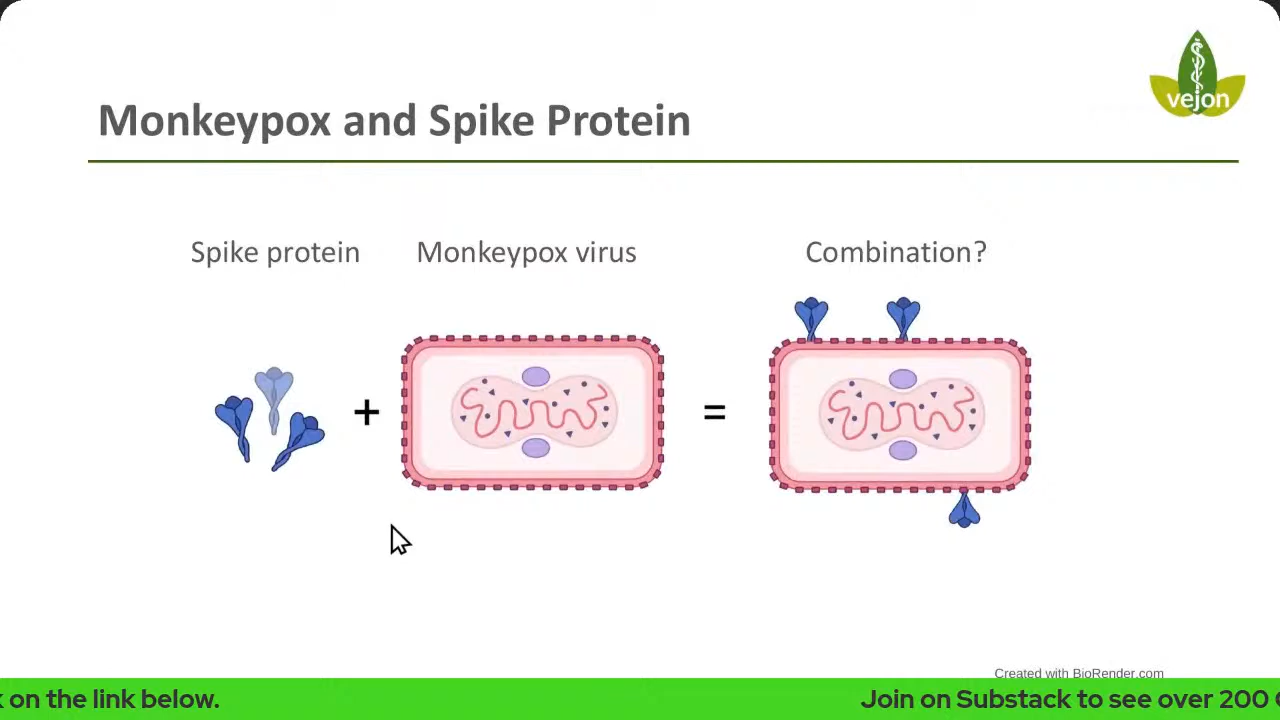 vejon
Monkeypox and Spike Protein
Spike protein
Monkeypox virus
Combination?
+
=
Created with BioRender.com
on the link below.
Join on Substack to see over 200